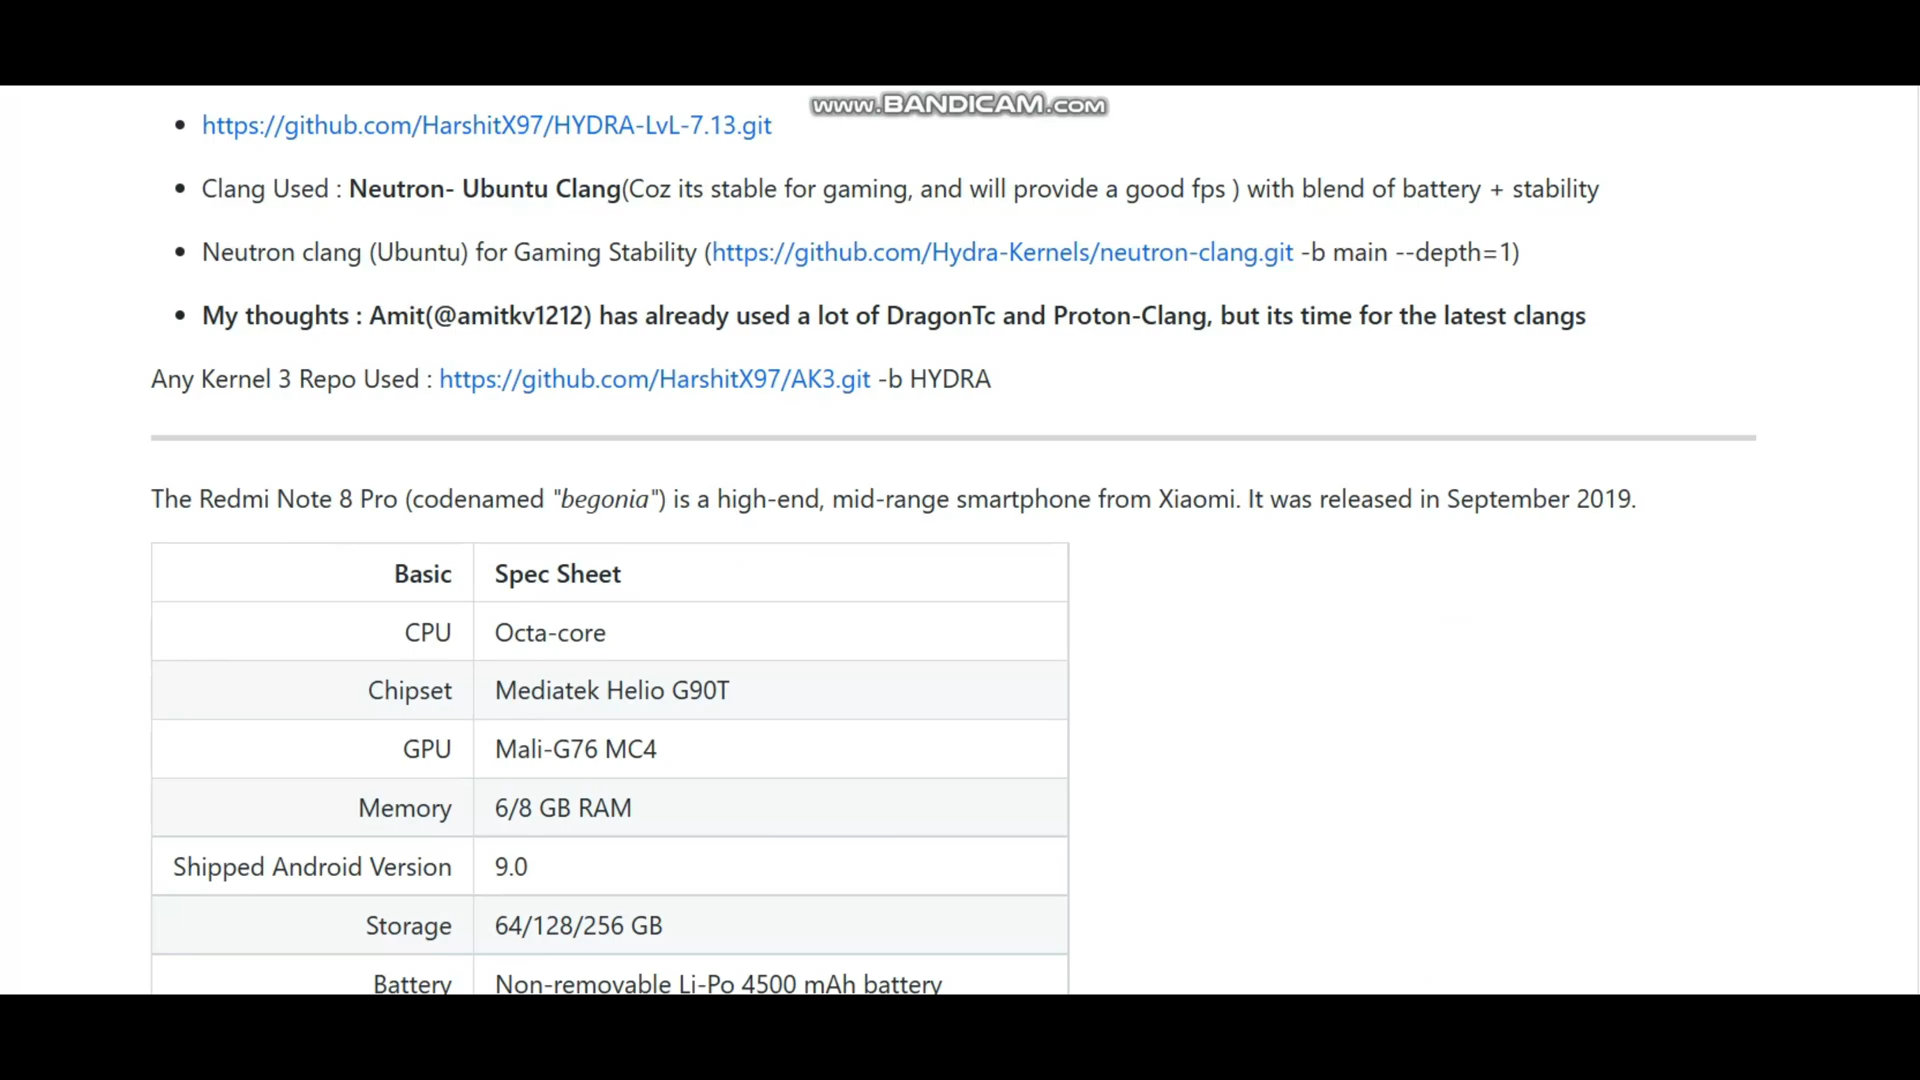 www.BANDICAM.com
https://github.com/HarshitX97/HYDRA-LvL-7.13.git
Clang Used : Neutron- Ubuntu Clang(Coz its stable for gaming, and will provide a good fps ) with blend of battery + stability
Neutron clang (Ubuntu) for Gaming Stability (https://github.com/Hydra-Kernels/neutron-clang.git -b main --depth=1)
My thoughts : Amit(@amitkv1212) has already used a lot of DragonTc and Proton-Clang, but its time for the latest clangs
Any Kernel 3 Repo Used : https://github.com/HarshitX97/AK3.git -b HYDRA
The Redmi Note 8 Pro (codenamed "begonia") is a high-end, mid-range smartphone from Xiaomi. It was released in September 2019.
Basic Spec Sheet
CPU Octa-core
Chipset Mediatek Helio G90T
GPU Mali-G76 MC4
Memory 6/8 GB RAM
Shipped Android Version 9.0
Storage 64/128/256 GB
Battery Non-removable Li-Po 4500 mAh battery